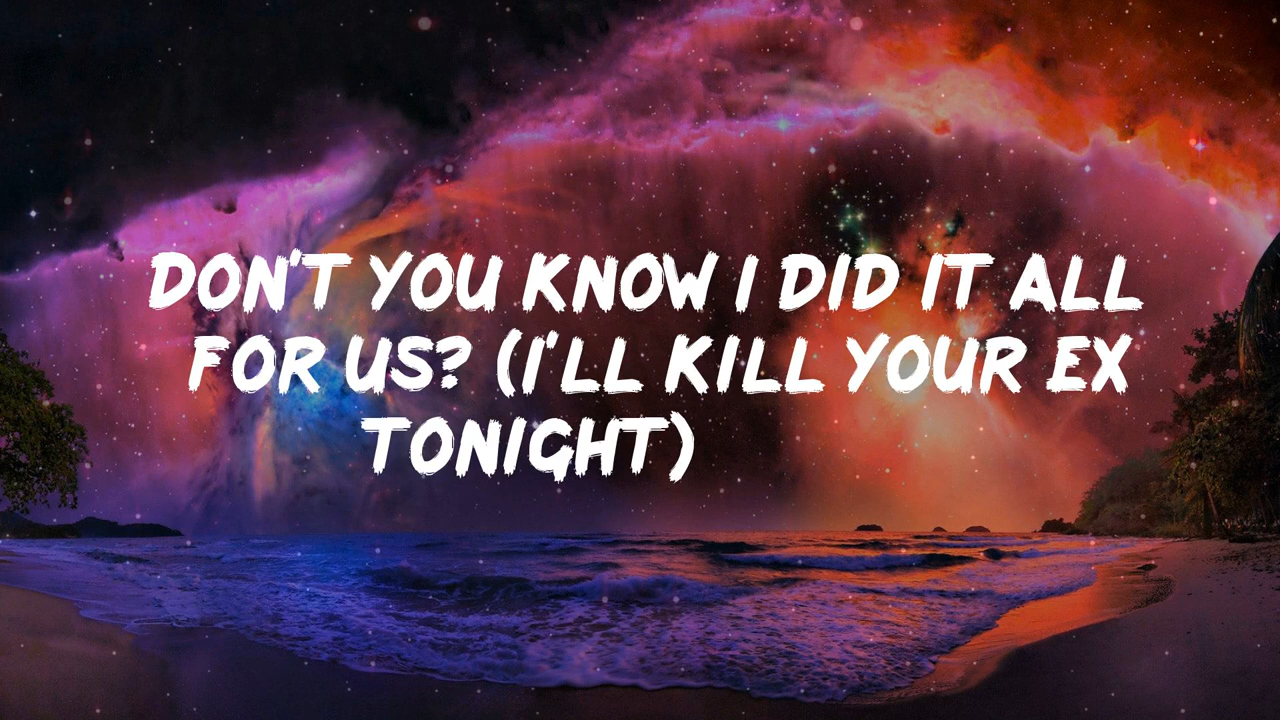 DON'T YOU KNOW I DID IT ALL
FOR US? (I'LL KILL YOUR EX
TONIGHT)